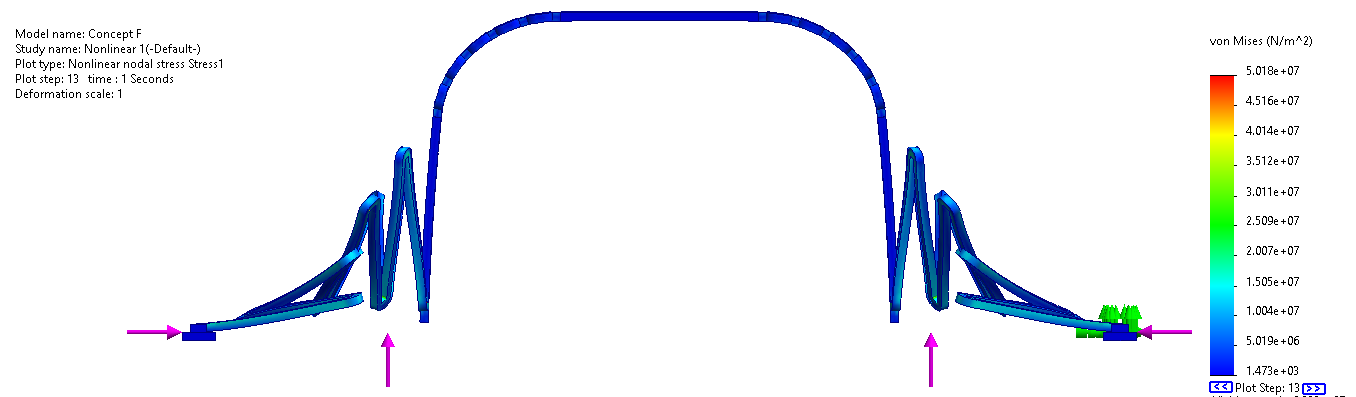 Model name: Concept F
Study name: Nonlinear 1(-Default-)
Plot type: Nonlinear nodal stress Stress1
Plot step: 13 time : 1 Seconds
Deformation scale: 1
von Mises (N/m^2)
5.018e+07
4.516e+07
4.014e+07
3.512e+07
3.011e+07
2.509e+07
2.007e+07
1.505e+07
1.004e+07
5.019e+06
1.473e+03
<< Plot Step: 13 >>